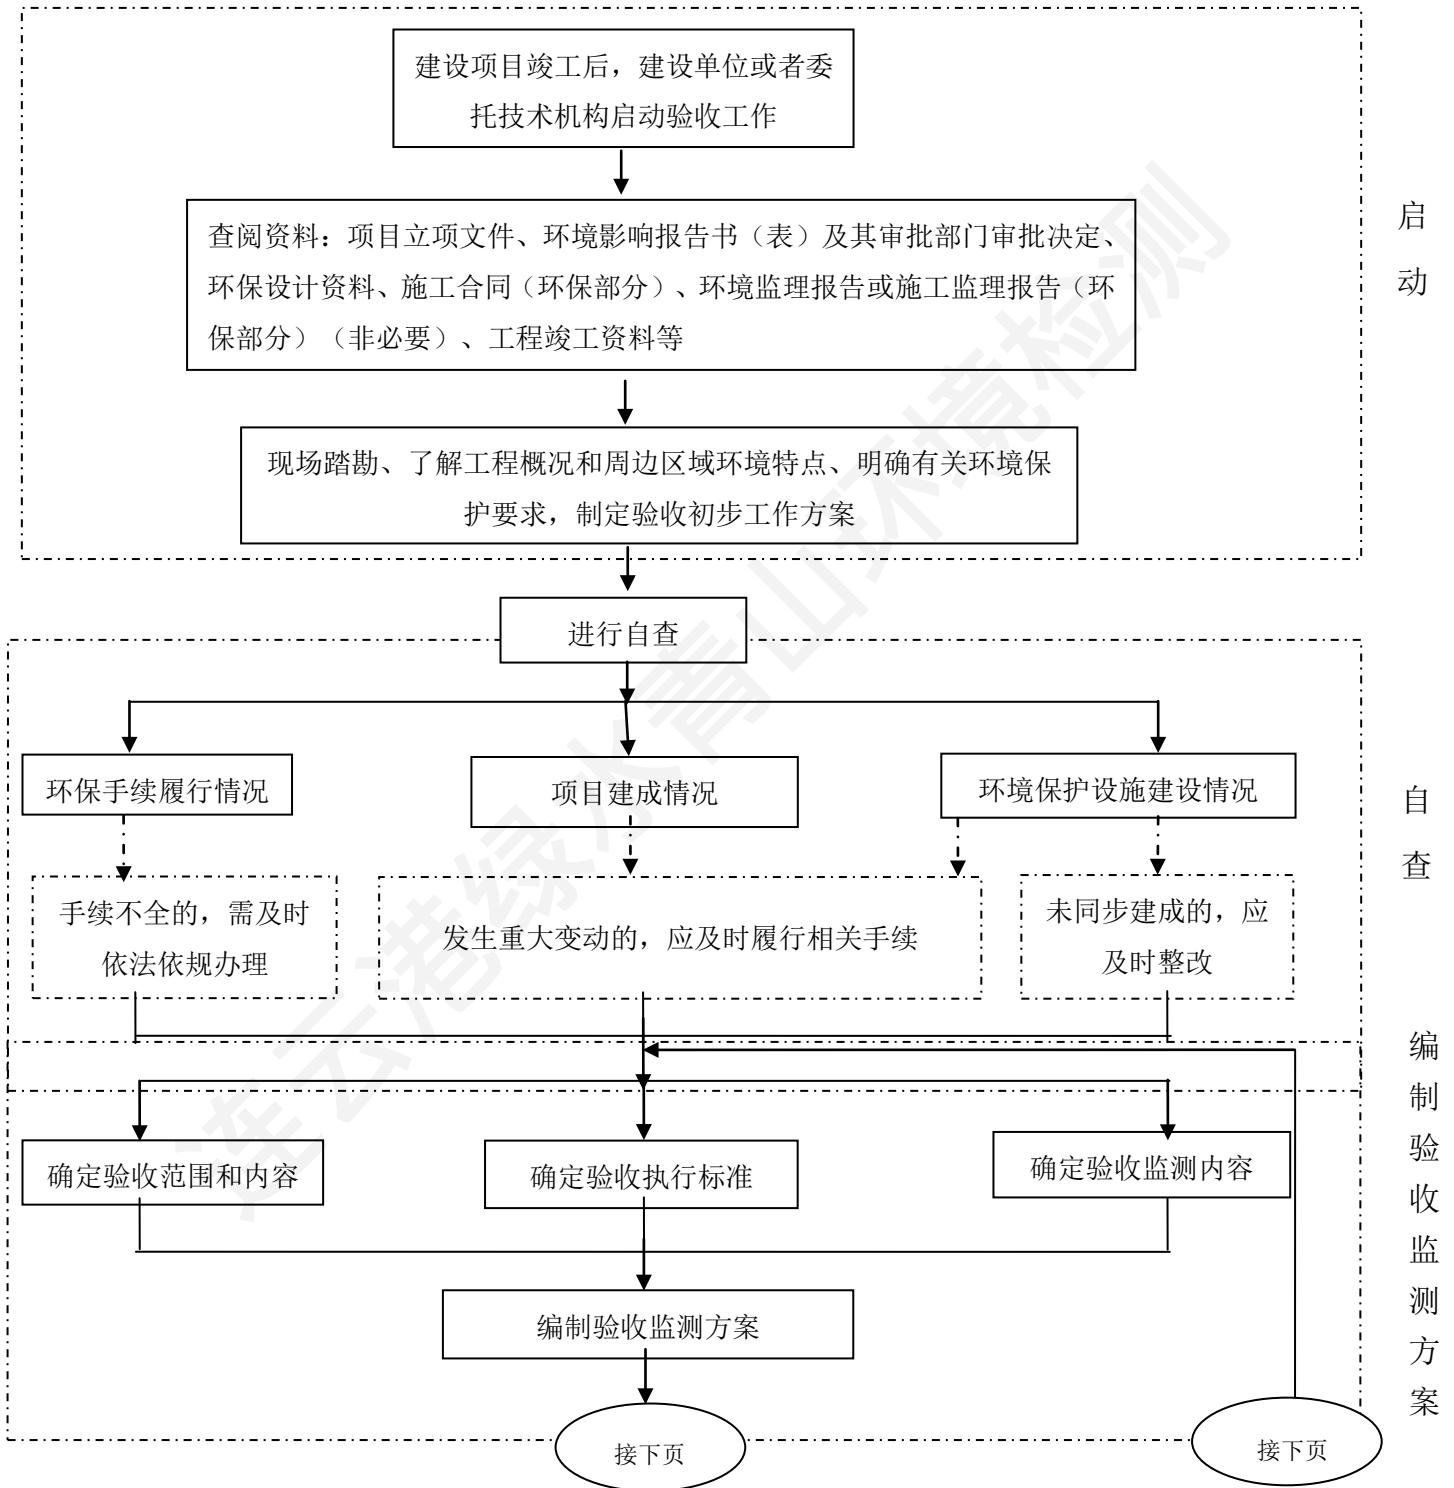 建设项目竣工后，建设单位或者委
托技术机构启动验收工作
查阅资料：项目立项文件、环境影响报告书（表）及其审批部门审批决定、
环保设计资料、施工合同（环保部分）、环境监理报告或施工监理报告（环
保部分）（非必要）、工程竣工资料等
现场踏勘、了解工程概况和周边区域环境特点、明确有关环境保
护要求，制定验收初步工作方案
启
动
进行自查
环保手续履行情况
项目建成情况
环境保护设施建设情况
手续不全的，需及时
依法依规办理
发生重大变动的，应及时履行相关手续
未同步建成的，应
及时整改
自
查
确定验收范围和内容
确定验收执行标准
确定验收监测内容
编制验收监测方案
接下页
接下页
编
制
验
收
监
测
方
案
连云港绿水青山环境检测